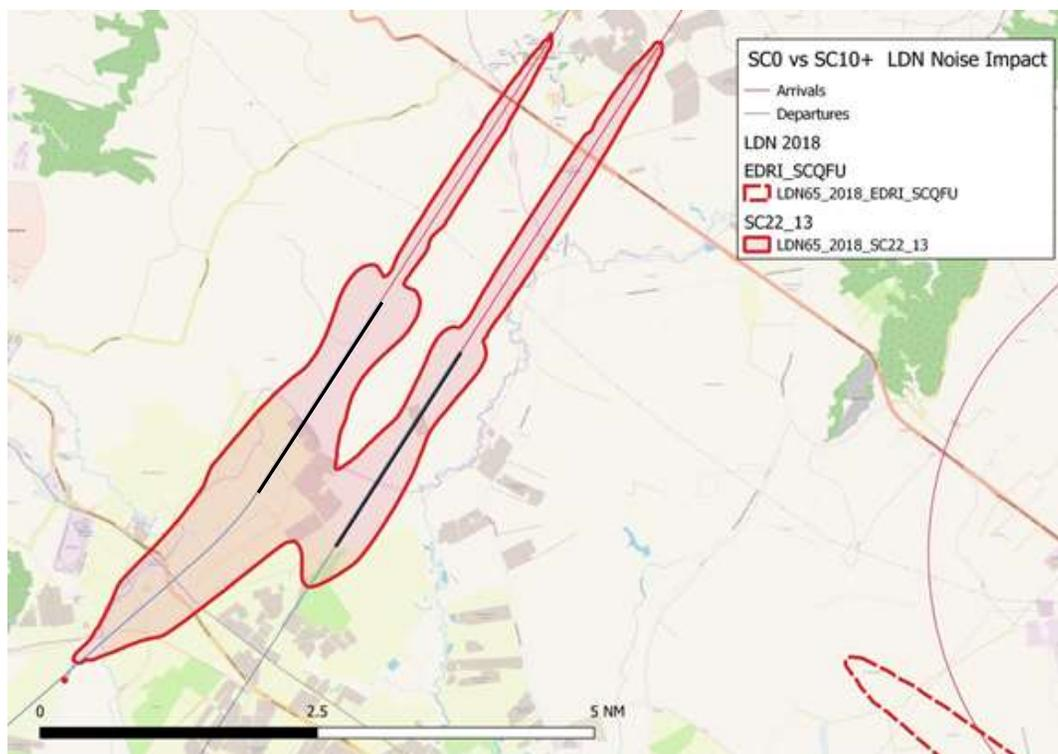 SC0 vs SC10+ LDN Noise Impact
Arrivals
Departures
LDN 2018
EDRI_SCQFU
LDN65_2018_EDRI_SCQFU
SC22_13
LDN65_2018_SC22_13
0 2.5 5 NM